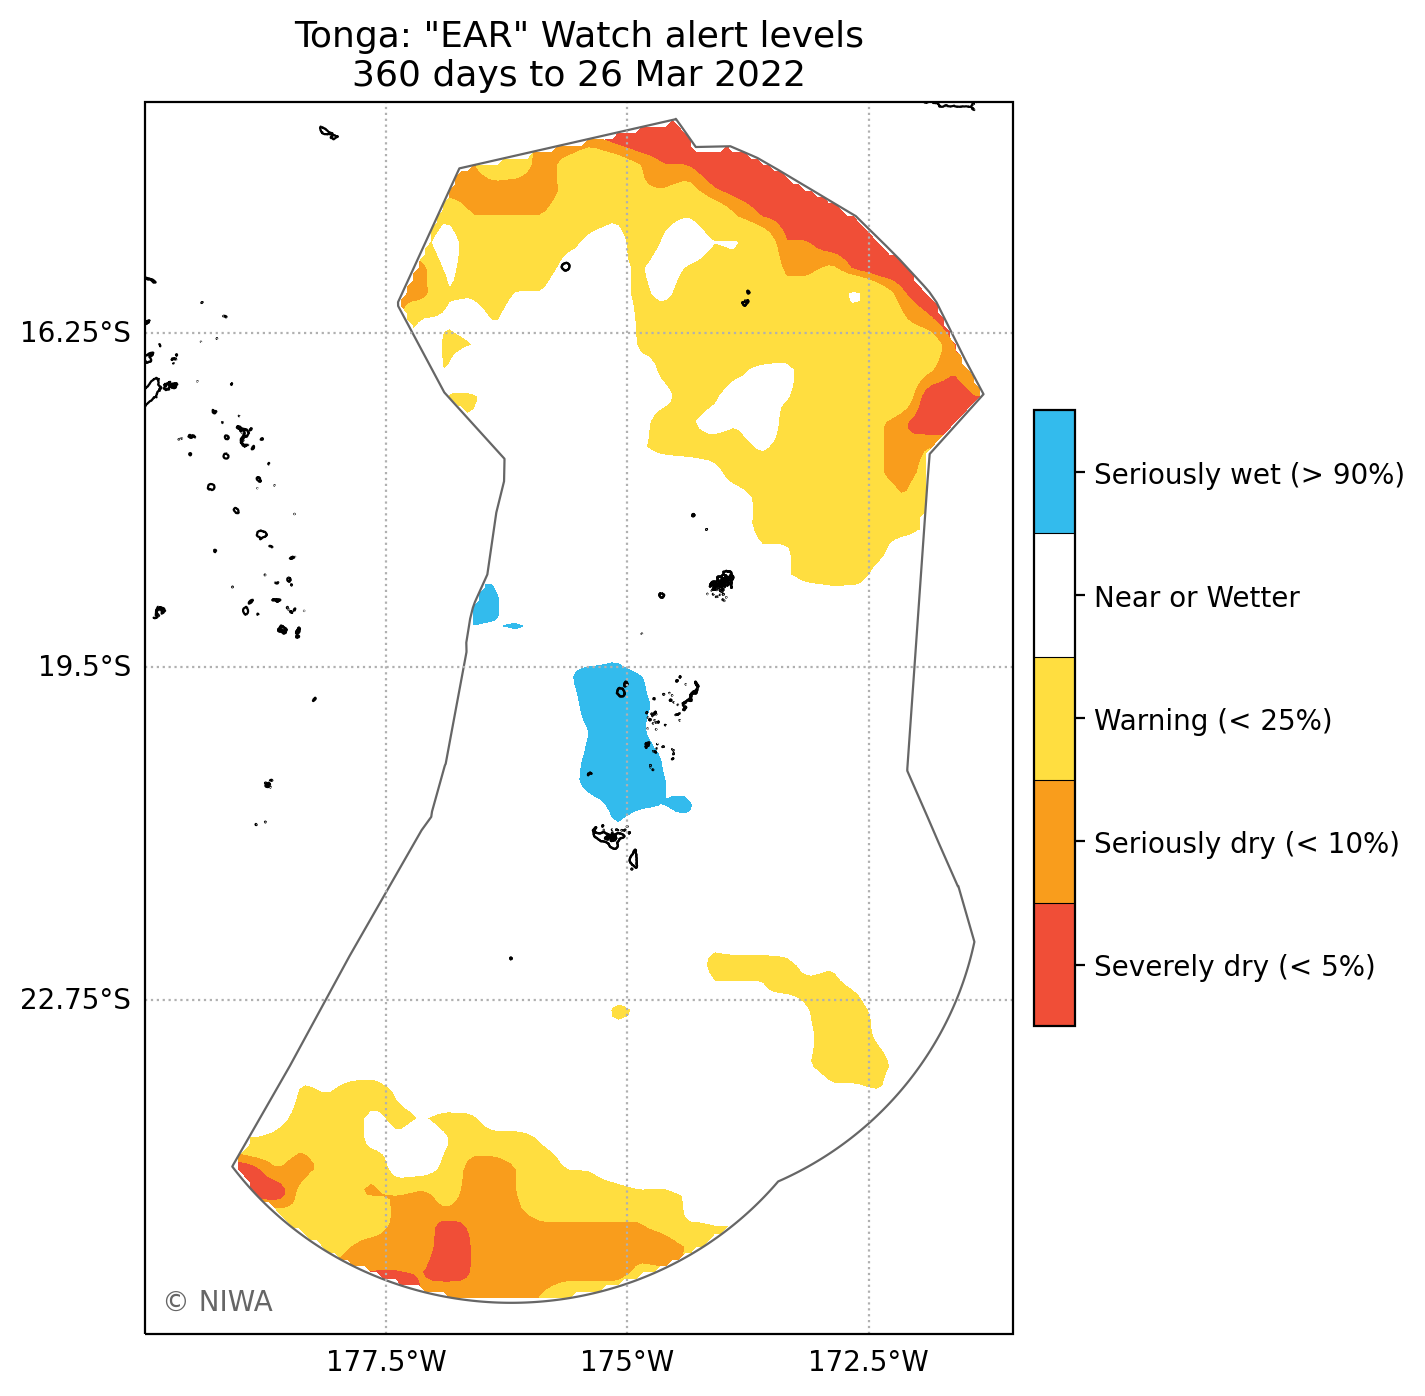 Tonga: "EAR" Watch alert levels
360 days to 26 Mar 2022
16.25°S
19.5°S
22.75°S
177.5°W
175°W
172.5°W
Seriously wet (> 90%)
Near or Wetter
Warning (< 25%)
Seriously dry (< 10%)
Severely dry (< 5%)
© NIWA